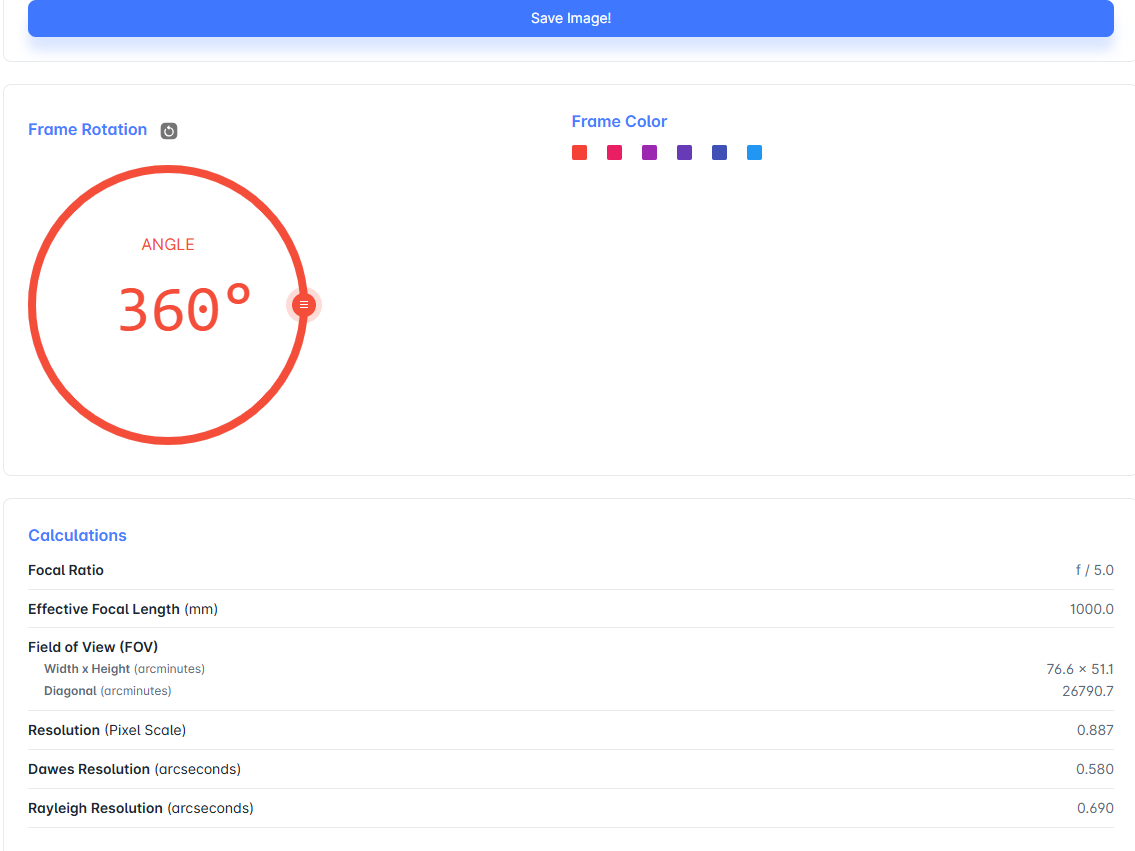 Save Image!
Frame Rotation
Frame Color
ANGLE
360°
Calculations
Focal Ratio f / 5.0
Effective Focal Length (mm) 1000.0
Field of View (FOV)
Width x Height (arcminutes) 76.6 × 51.1
Diagonal (arcminutes) 26790.7
Resolution (Pixel Scale) 0.887
Dawes Resolution (arcseconds) 0.580
Rayleigh Resolution (arcseconds) 0.690